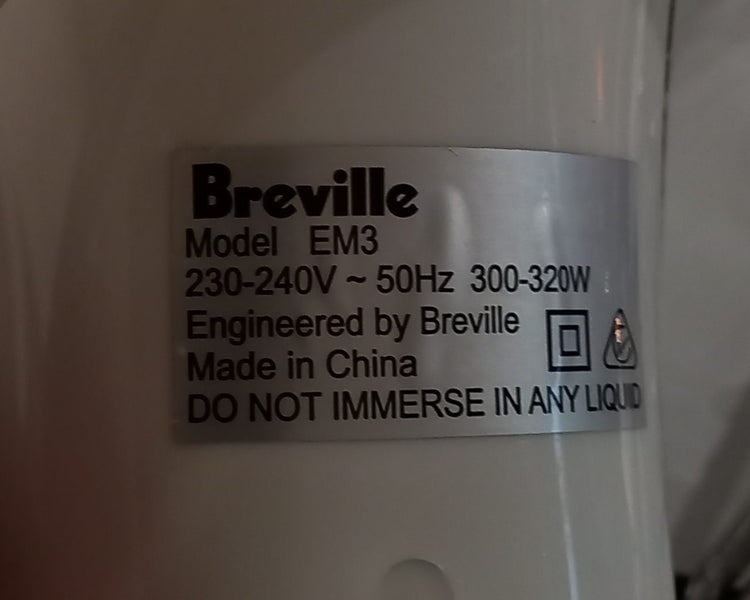 Breville
Model EM3
230-240V ~ 50Hz 300-320W
Engineered by Breville
Made in China
DO NOT IMMERSE IN ANY LIQUID